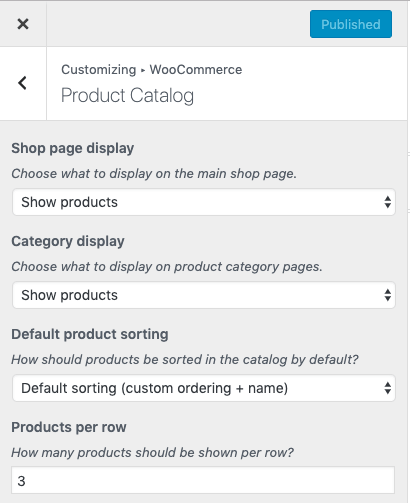 Published
Customizing ▸ WooCommerce
Product Catalog
Shop page display
Choose what to display on the main shop page.
Show products
Category display
Choose what to display on product category pages.
Show products
Default product sorting
How should products be sorted in the catalog by default?
Default sorting (custom ordering + name)
Products per row
How many products should be shown per row?
3